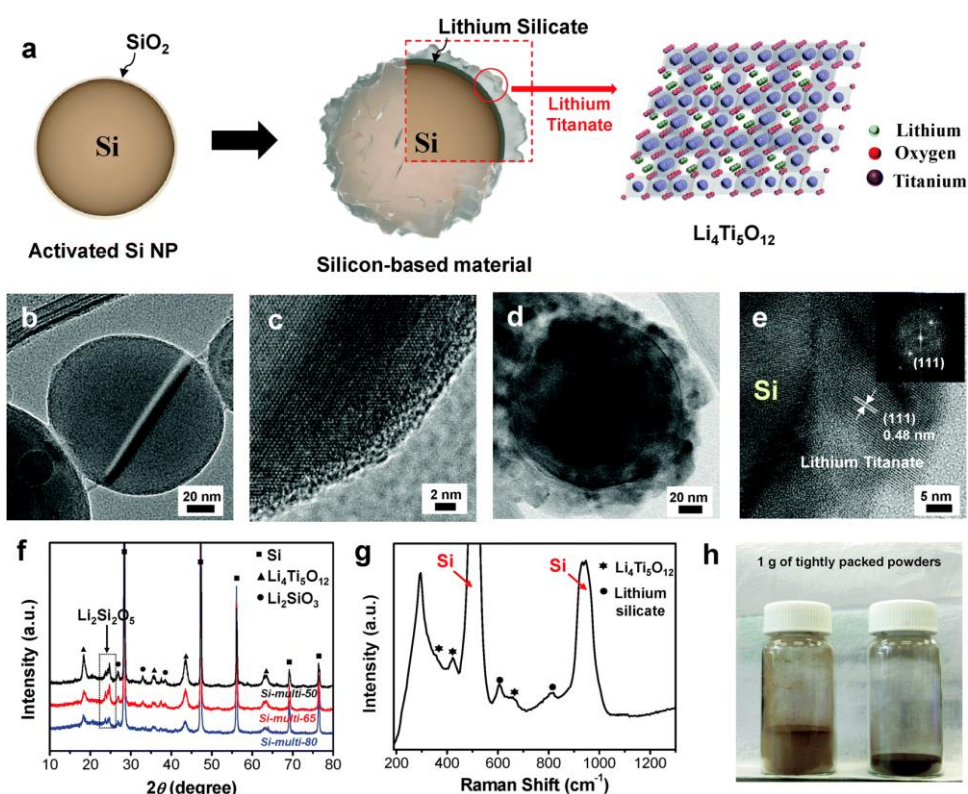 a
SiO₂
Si
Activated Si NP
Lithium Silicate
Si
Silicon-based material
Lithium
Titanate
Li₄Ti₅O₁₂
Lithium
Oxygen
Titanium
b
20 nm
c
2 nm
d
20 nm
e
Si
(111)
(111)
0.48 nm
Lithium Titanate
5 nm
f
Intensity (a.u.)
Si
Li₄Ti₅O₁₂
Li₂SiO₃
Li₂Si₂O₅
Si-multi-50
Si-multi-65
Si-multi-80
10 20 30 40 50 60 70 80
2θ (degree)
g
Intensity (a.u.)
Si
Si
Li₄Ti₅O₁₂
Lithium
silicate
200 400 600 800 1000 1200
Raman Shift (cm⁻¹)
h
1 g of tightly packed powders